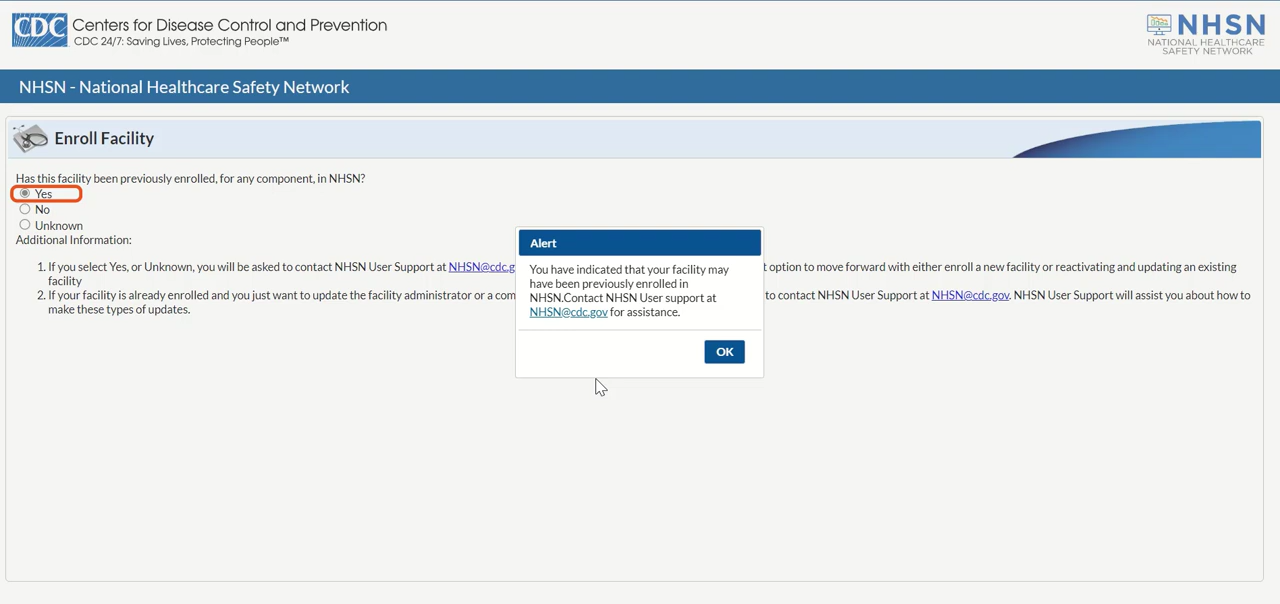 CDC Centers for Disease Control and Prevention
CDC 24/7: Saving Lives, Protecting People™
NHSN
NATIONAL HEALTHCARE
SAFETY NETWORK
NHSN - National Healthcare Safety Network
Enroll Facility
Has this facility been previously enrolled, for any component, in NHSN?
Yes
No
Unknown
Additional Information:
1. If you select Yes, or Unknown, you will be asked to contact NHSN User Support at NHSN@cdc.g
t option to move forward with either enroll a new facility or reactivating and updating an existing
facility
2. If your facility is already enrolled and you just want to update the facility administrator or a com
to contact NHSN User Support at NHSN@cdc.gov. NHSN User Support will assist you about how to
make these types of updates.
Alert
You have indicated that your facility may
have been previously enrolled in
NHSN.Contact NHSN User support at
NHSN@cdc.gov for assistance.
OK